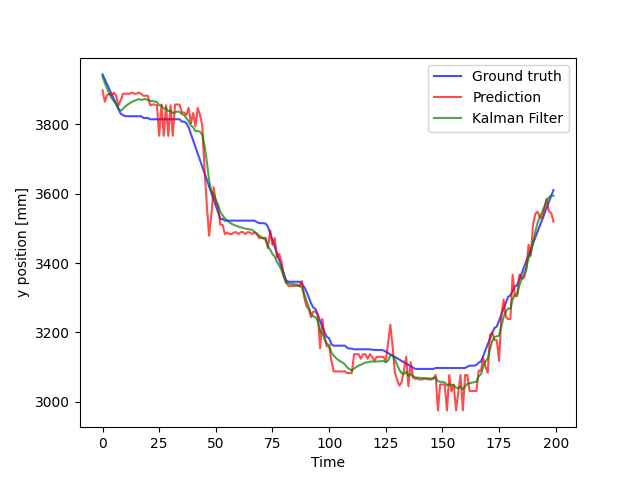 Ground truth
Prediction
Kalman Filter
y position [mm]
3800
3600
3400
3200
3000
0 25 50 75 100 125 150 175 200
Time